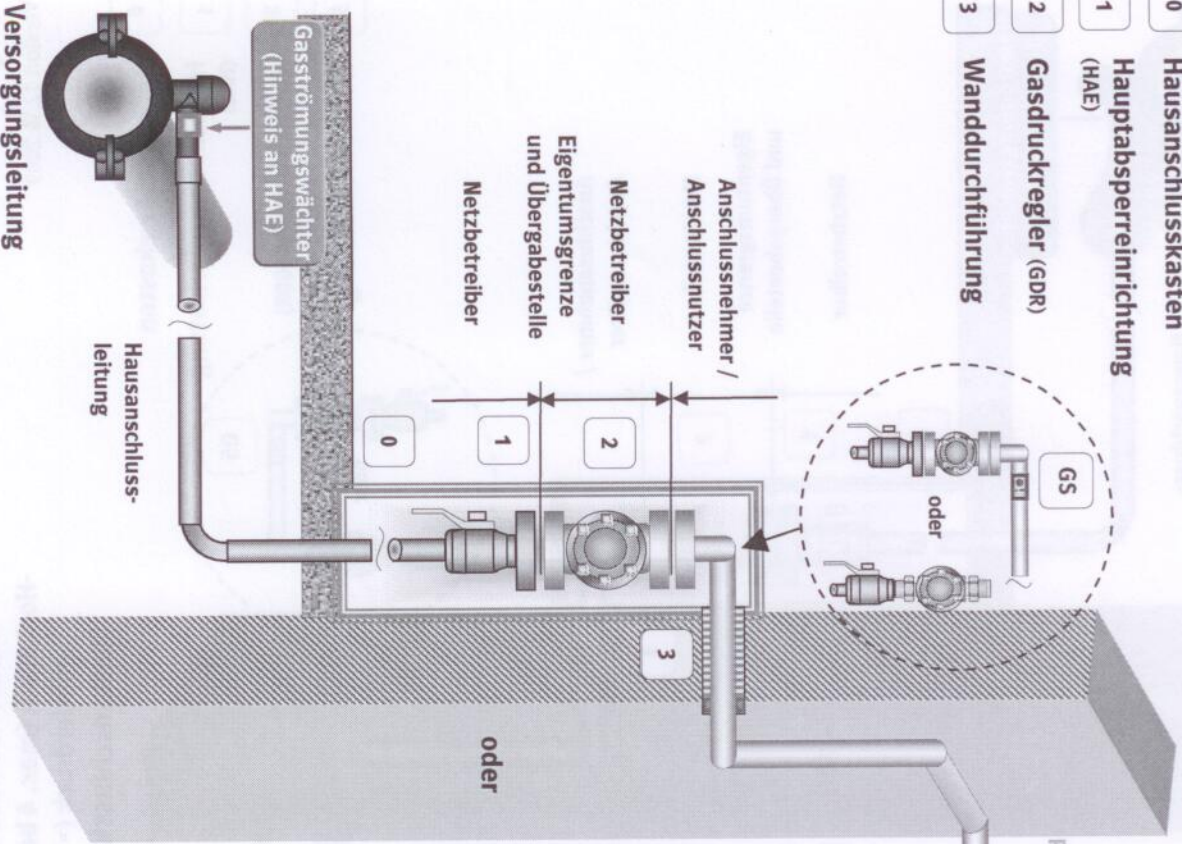 0
Hausanschlusskasten
1
Hauptabsperreinrichtung
(HAE)
2
Gasdruckregler (GDR)
3
Wanddurchführung
GS
oder
Anschlussnehmer /
Anschlussnutzer
Netzbetreiber
Eigentumsgrenze
und Übergabestelle
Netzbetreiber
2
1
0
3
oder
Gasströmungswächter
(Hinweis an HAE)
Hausanschluss-
leitung
Versorgungsleitung